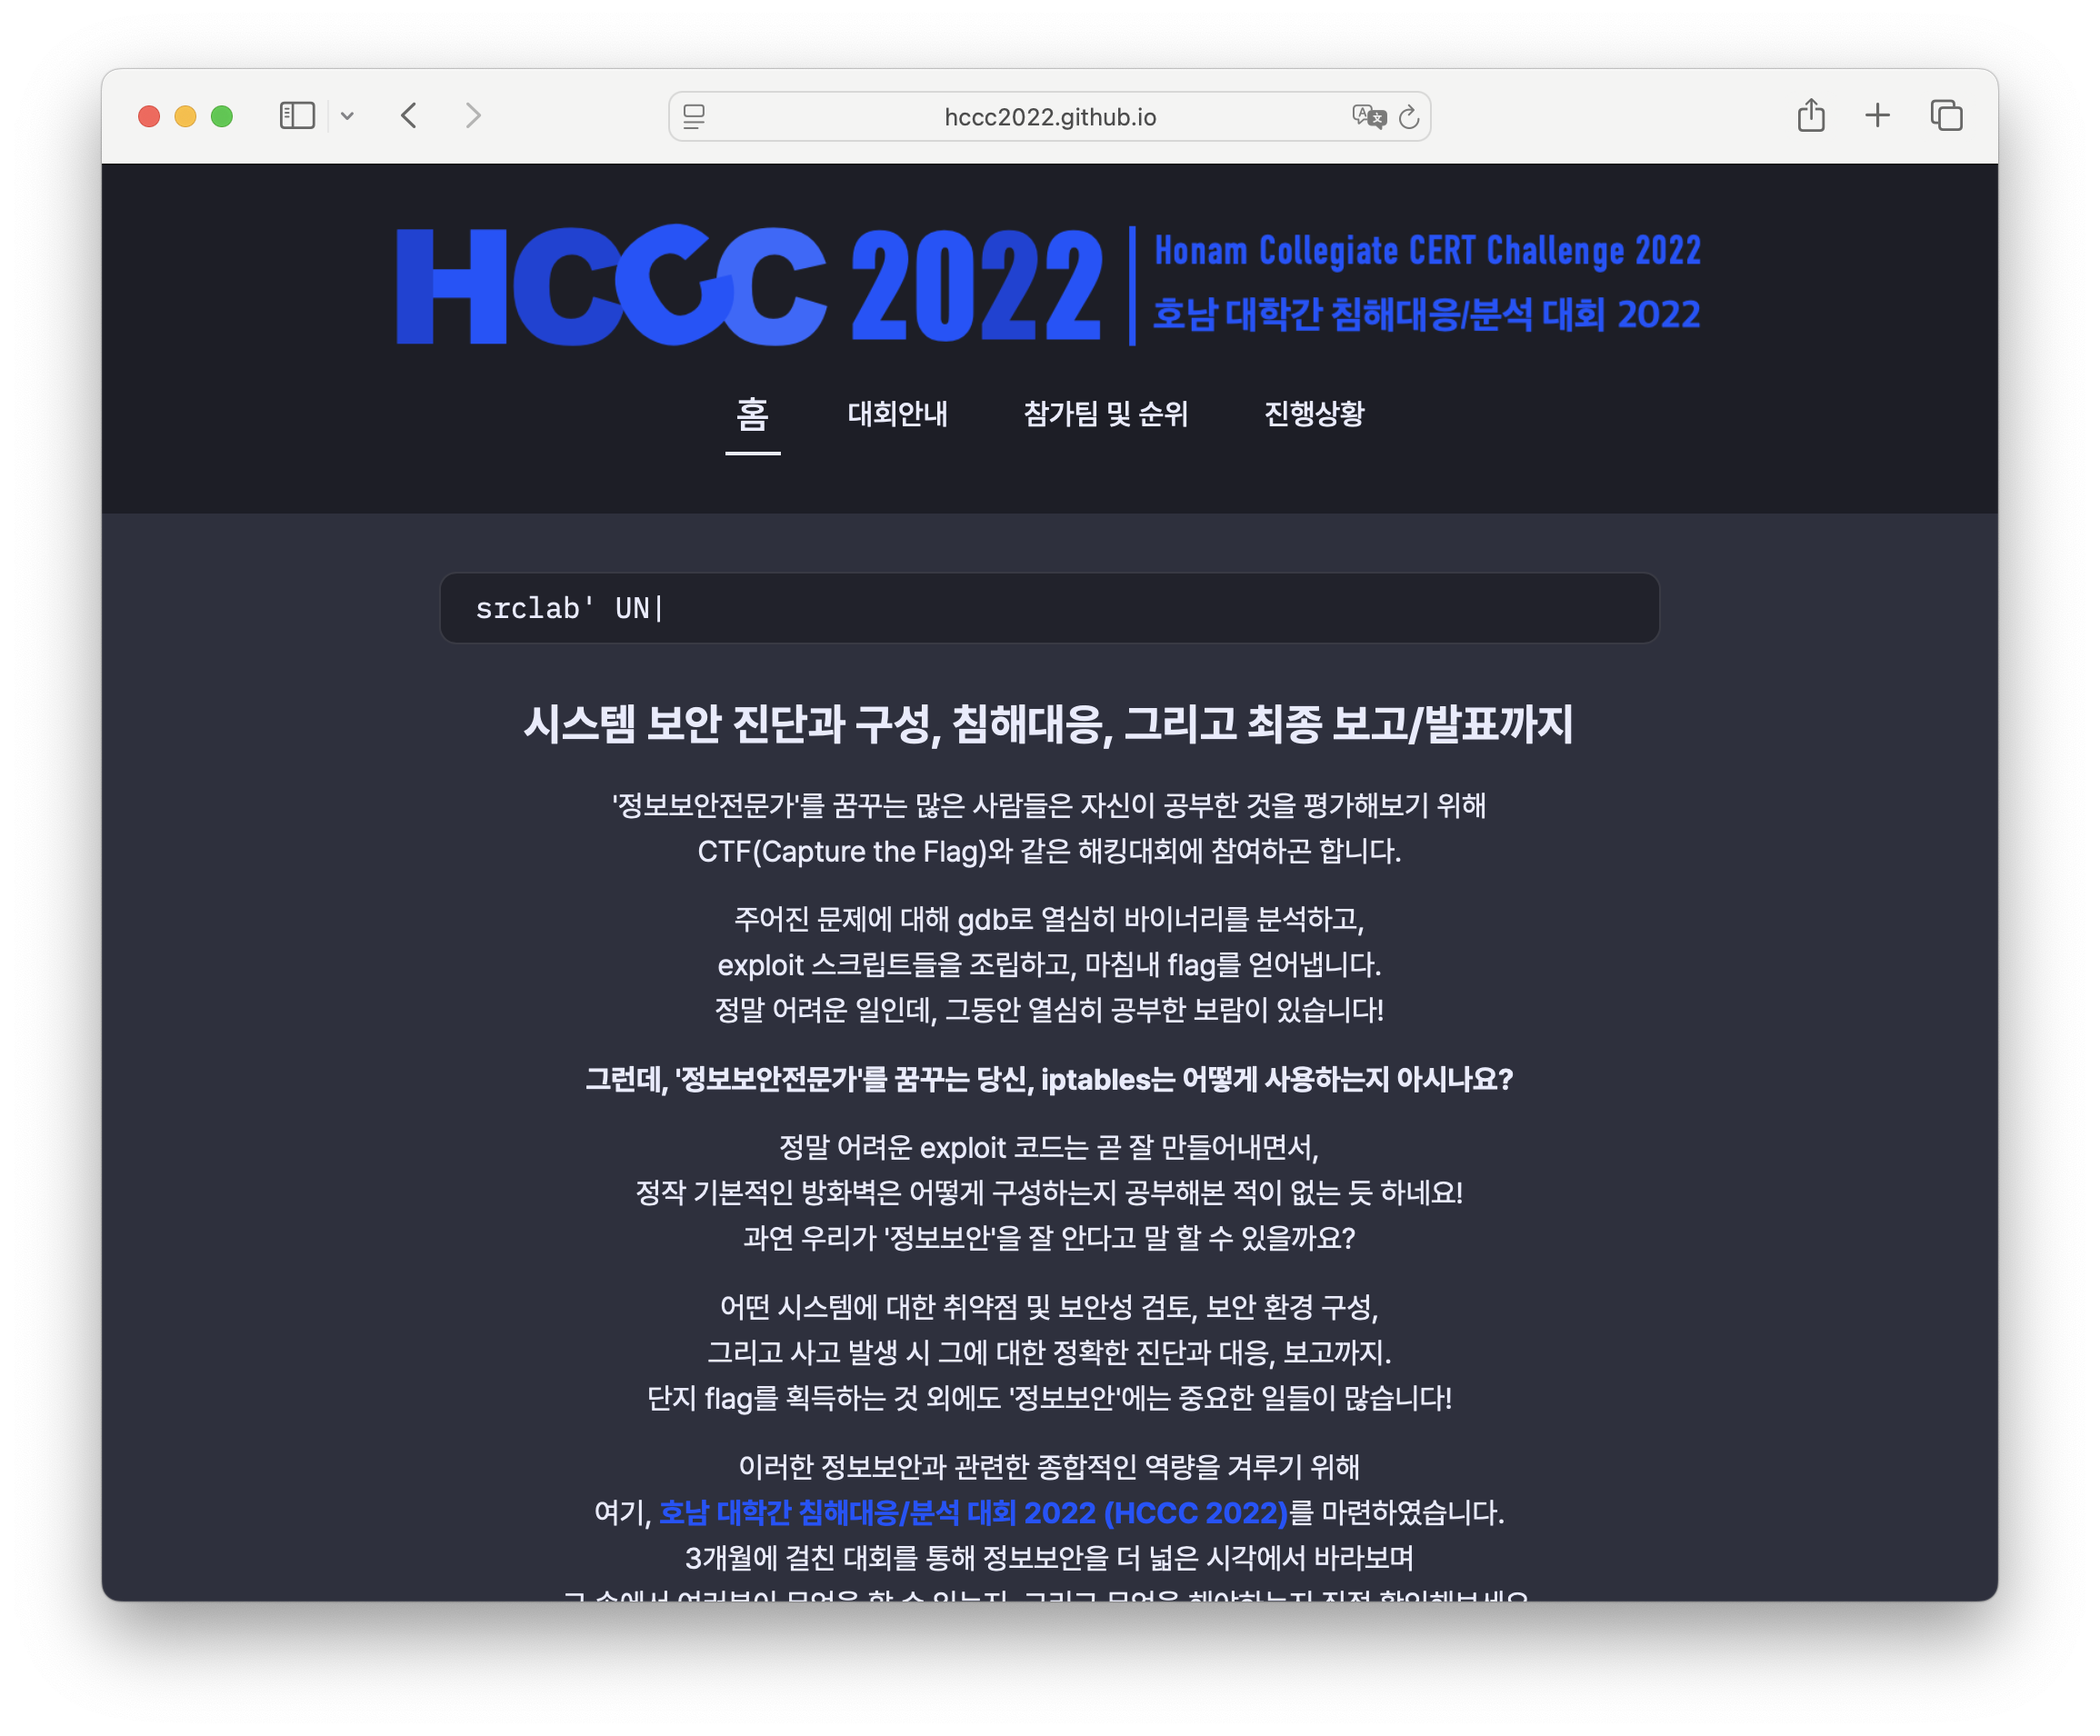 hccc2022.github.io
HCCC 2022
Honam Collegiate CERT Challenge 2022
호남 대학간 침해대응/분석 대회 2022
홈 대회안내 참가팀 및 순위 진행상황
srclab' UN|
시스템 보안 진단과 구성, 침해대응, 그리고 최종 보고/발표까지
'정보보안전문가'를 꿈꾸는 많은 사람들은 자신이 공부한 것을 평가해보기 위해
CTF(Capture the Flag)와 같은 해킹대회에 참여하곤 합니다.
주어진 문제에 대해 gdb로 열심히 바이너리를 분석하고,
exploit 스크립트들을 조립하고, 마침내 flag를 얻어냅니다.
정말 어려운 일인데, 그동안 열심히 공부한 보람이 있습니다!
그런데, '정보보안전문가'를 꿈꾸는 당신, iptables는 어떻게 사용하는지 아시나요?
정말 어려운 exploit 코드는 곧 잘 만들어내면서,
정작 기본적인 방화벽은 어떻게 구성하는지 공부해본 적이 없는 듯 하네요!
과연 우리가 '정보보안'을 잘 안다고 말 할 수 있을까요?
어떤 시스템에 대한 취약점 및 보안성 검토, 보안 환경 구성,
그리고 사고 발생 시 그에 대한 정확한 진단과 대응, 보고까지.
단지 flag를 획득하는 것 외에도 '정보보안'에는 중요한 일들이 많습니다!
이러한 정보보안과 관련한 종합적인 역량을 겨루기 위해
여기, 호남 대학간 침해대응/분석 대회 2022 (HCCC 2022)를 마련하였습니다.
3개월에 걸친 대회를 통해 정보보안을 더 넓은 시각에서 바라보며